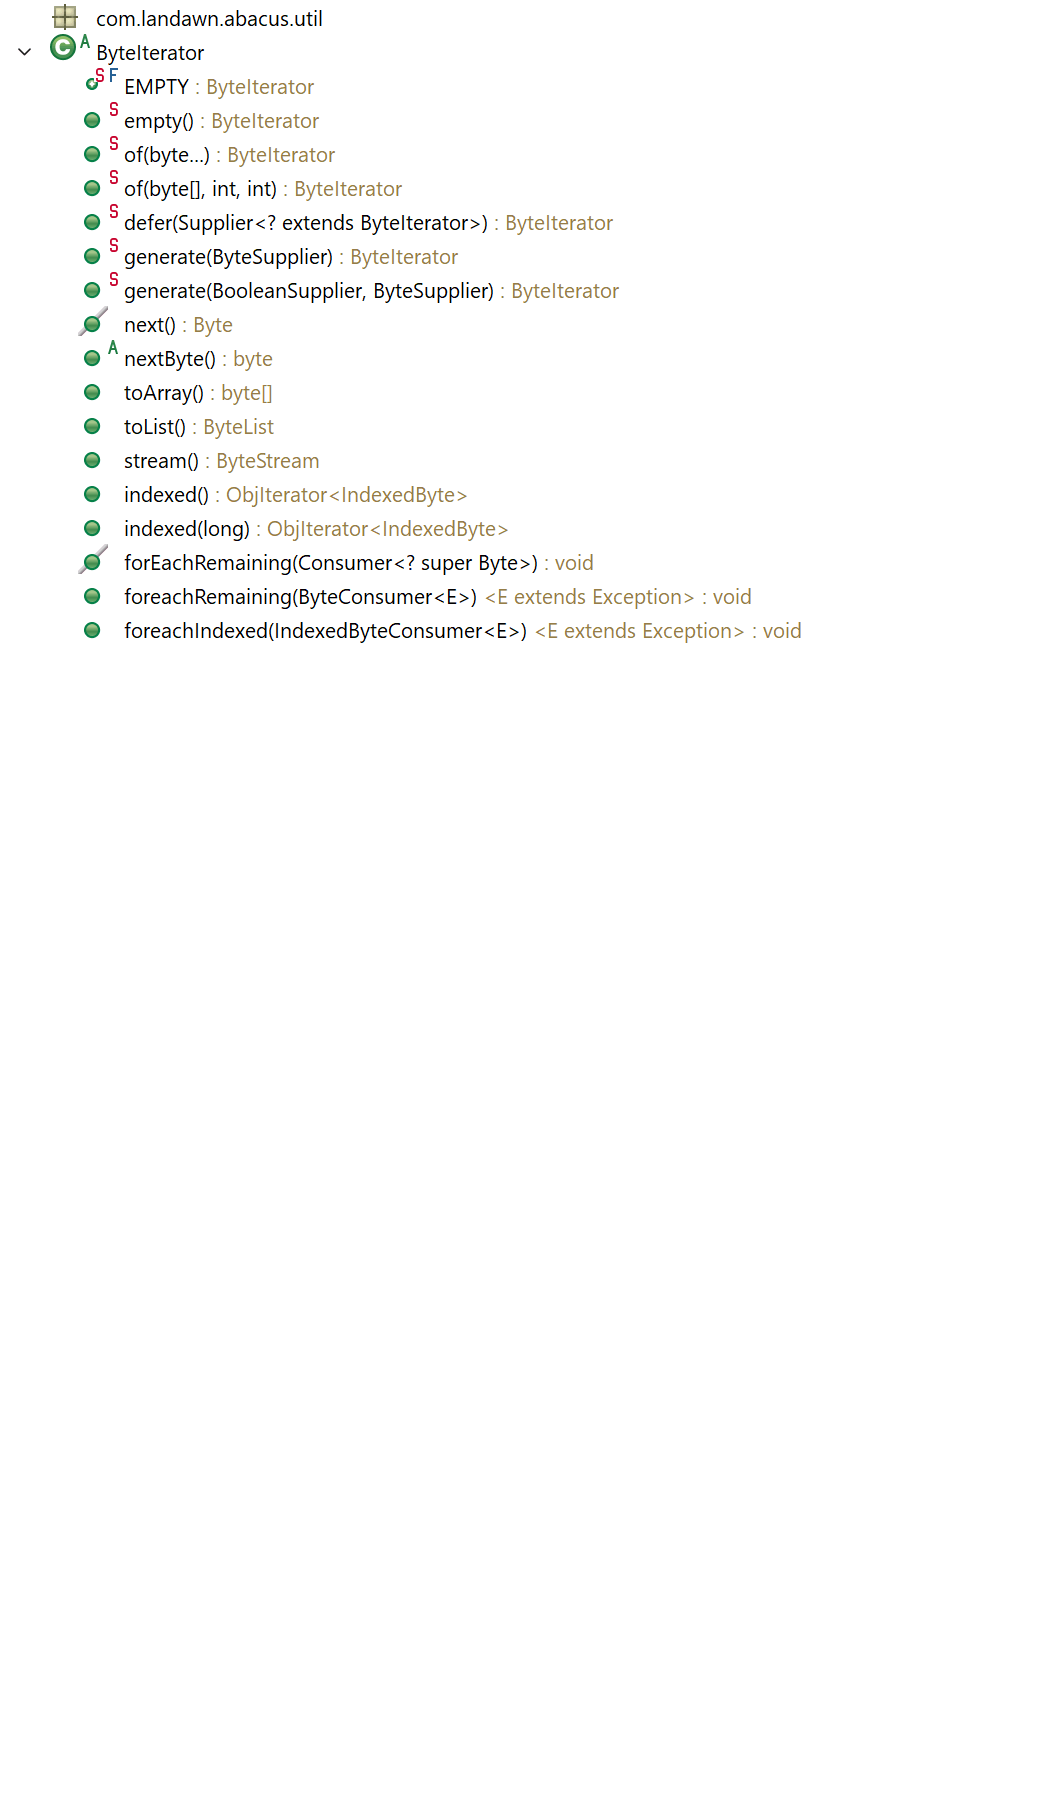 com.landawn.abacus.util
C A ByteIterator
S F EMPTY : ByteIterator
S empty() : ByteIterator
S of(byte...) : ByteIterator
S of(byte[], int, int) : ByteIterator
S defer(Supplier<? extends ByteIterator>) : ByteIterator
S generate(ByteSupplier) : ByteIterator
S generate(BooleanSupplier, ByteSupplier) : ByteIterator
next() : Byte
A nextByte() : byte
toArray() : byte[]
toList() : ByteList
stream() : ByteStream
indexed() : ObjIterator<IndexedByte>
indexed(long) : ObjIterator<IndexedByte>
forEachRemaining(Consumer<? super Byte>) : void
foreachRemaining(ByteConsumer<E>) <E extends Exception> : void
foreachIndexed(IndexedByteConsumer<E>) <E extends Exception> : void